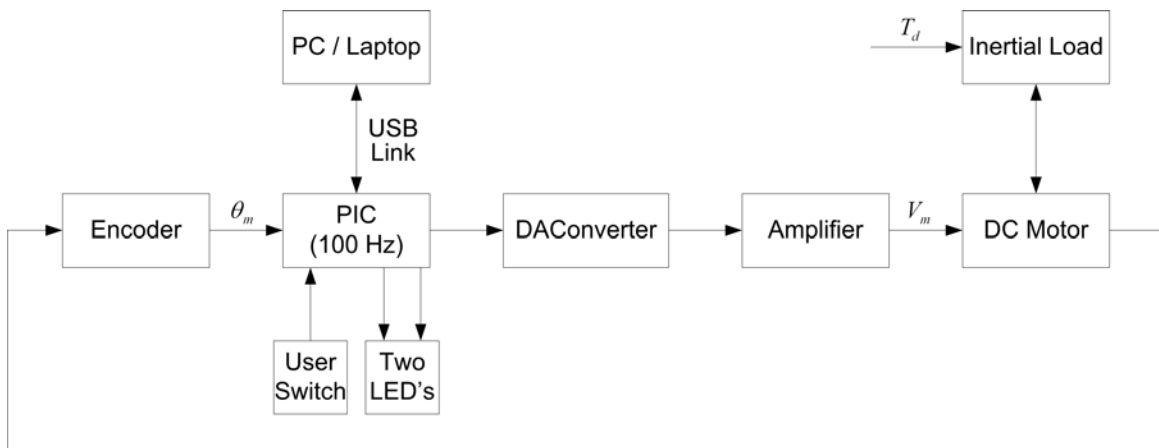 PC / Laptop
T_d
Inertial Load
USB
Link
Encoder
θ_m
PIC
(100 Hz)
DAConverter
Amplifier
V_m
DC Motor
User
Switch
Two
LED's